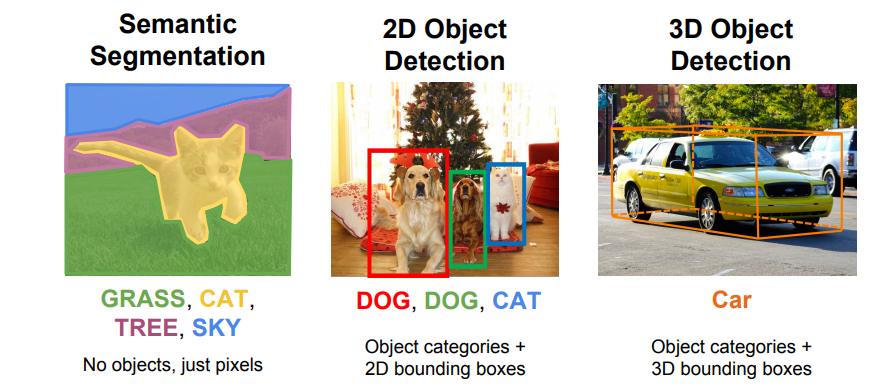 Semantic
Segmentation
2D Object
Detection
3D Object
Detection
GRASS, CAT,
TREE, SKY
DOG, DOG, CAT
Car
No objects, just pixels
Object categories +
2D bounding boxes
Object categories +
3D bounding boxes